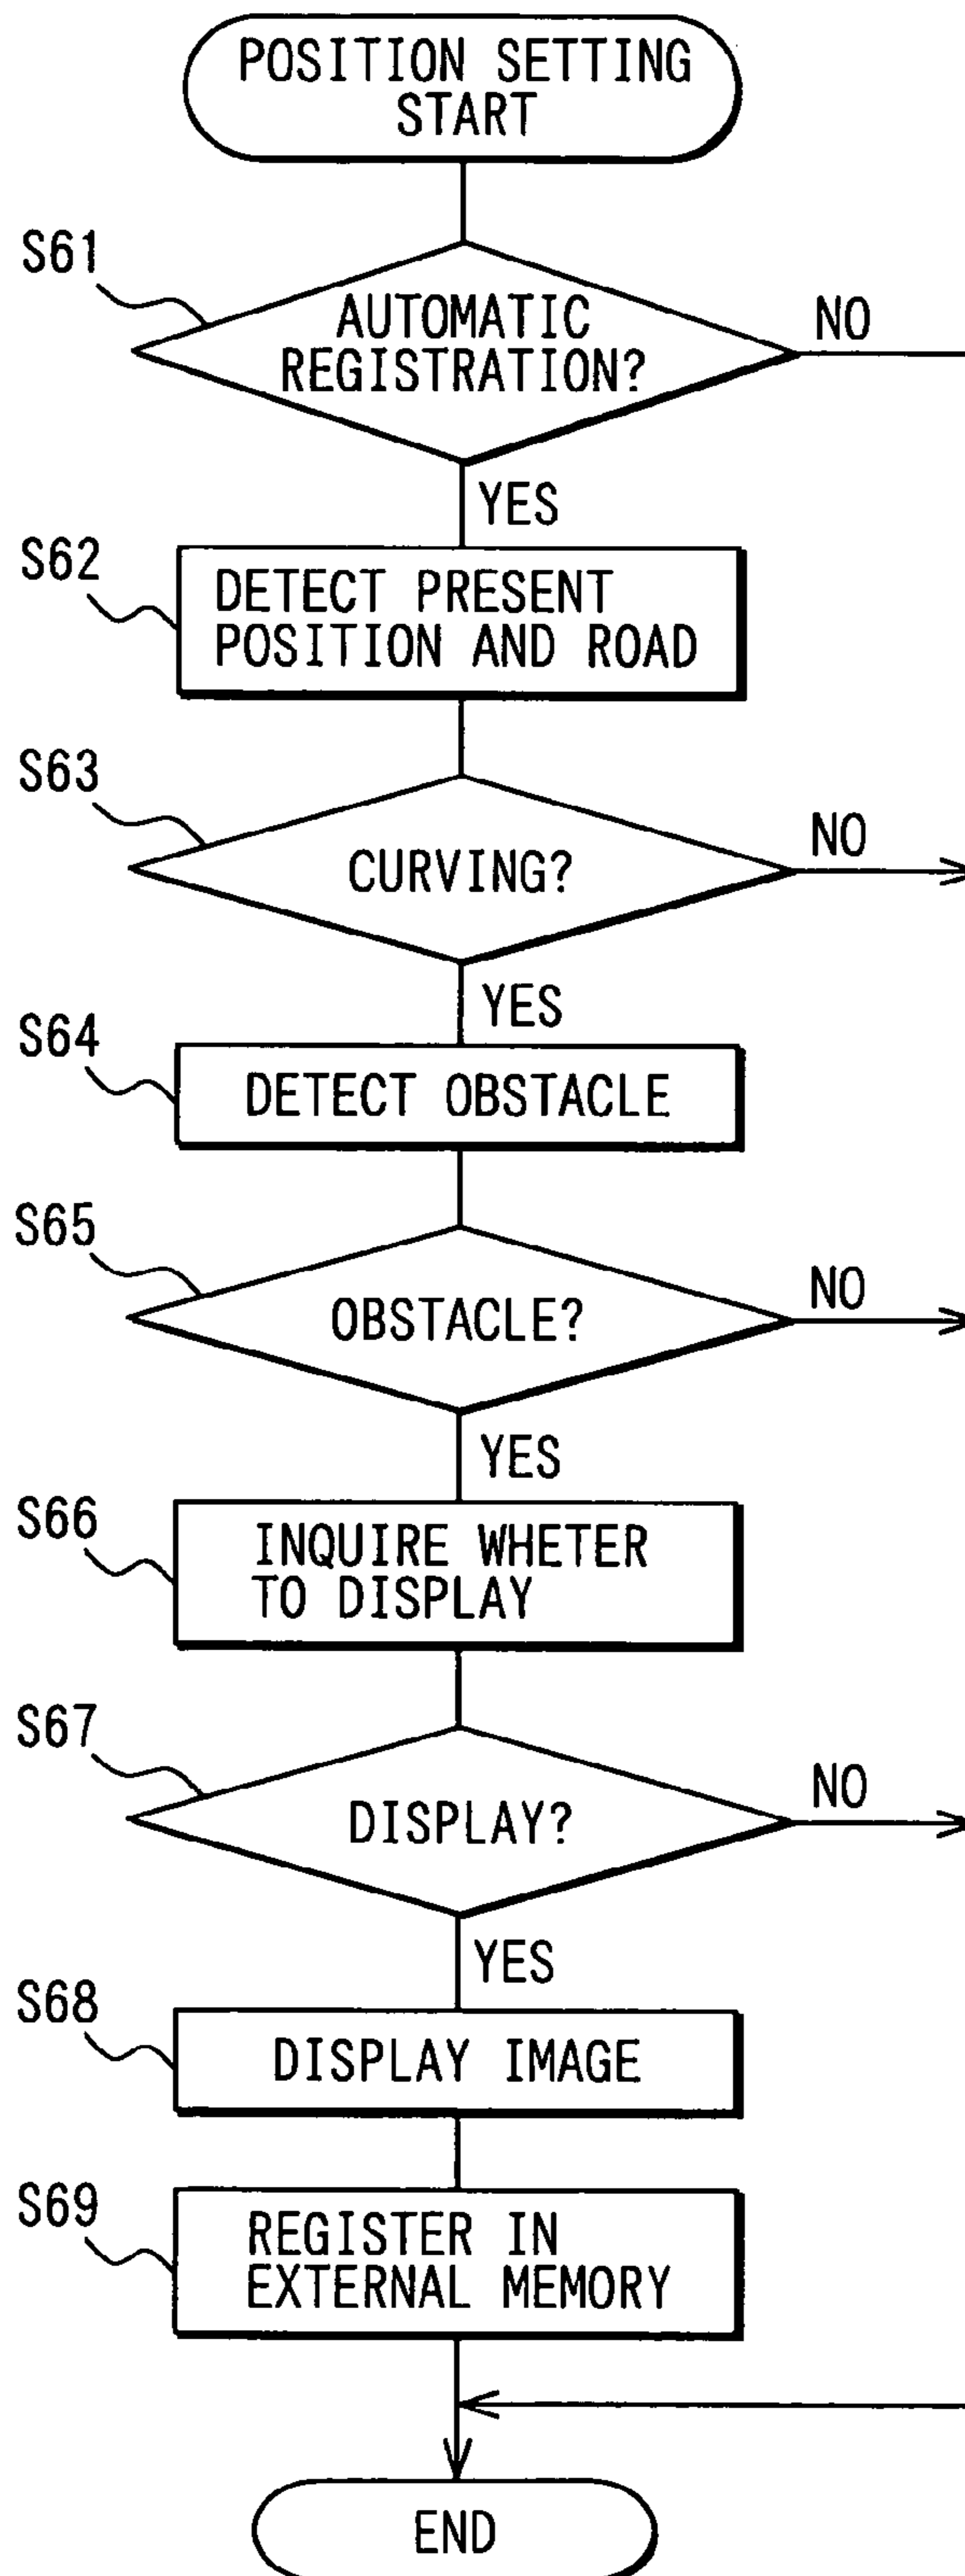 POSITION SETTING
START
S61
AUTOMATIC
REGISTRATION?
NO
YES
S62
DETECT PRESENT
POSITION AND ROAD
S63
CURVING?
NO
YES
S64
DETECT OBSTACLE
S65
OBSTACLE?
NO
YES
S66
INQUIRE WHETER
TO DISPLAY
S67
DISPLAY?
NO
YES
S68
DISPLAY IMAGE
S69
REGISTER IN
EXTERNAL MEMORY
END